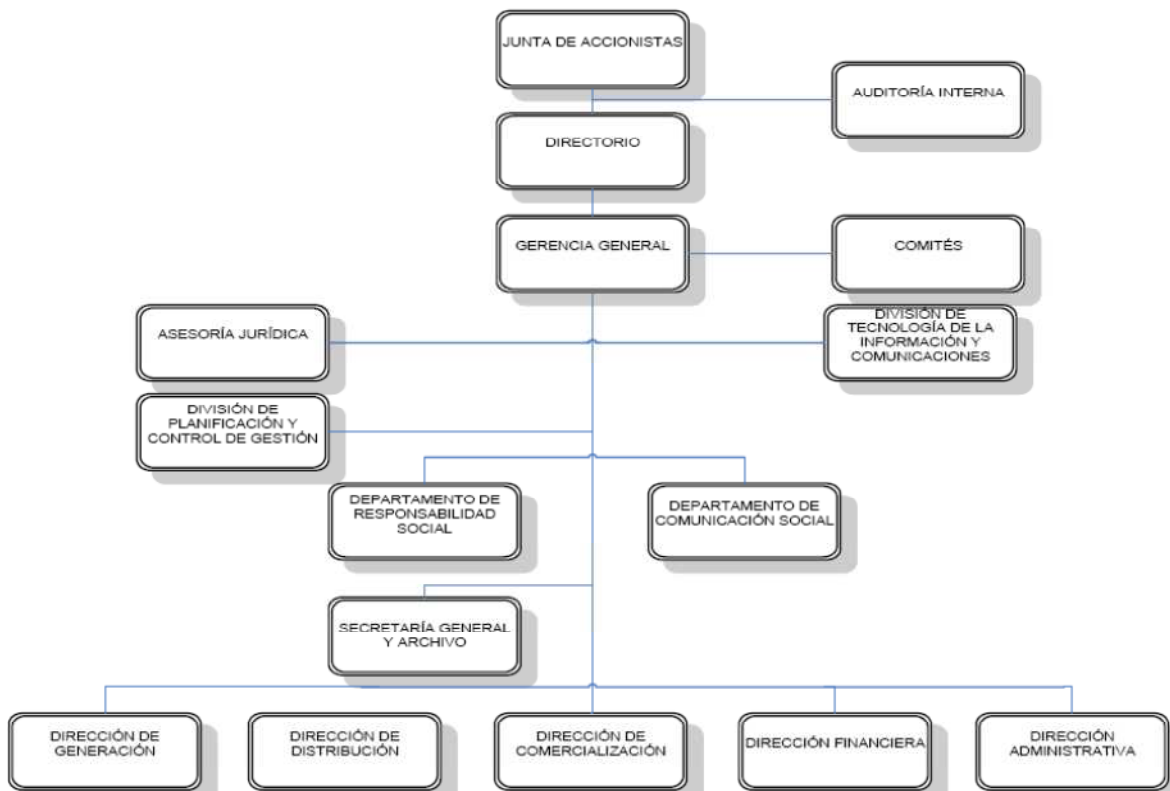 JUNTA DE ACCIONISTAS
AUDITORÍA INTERNA
DIRECTORIO
GERENCIA GENERAL
COMITÉS
ASESORÍA JURÍDICA
DIVISIÓN DE
TECNOLOGÍA DE LA
INFORMACIÓN Y
COMUNICACIONES
DIVISIÓN DE
PLANIFICACIÓN Y
CONTROL DE GESTIÓN
DEPARTAMENTO DE
RESPONSABILIDAD
SOCIAL
DEPARTAMENTO DE
COMUNICACIÓN SOCIAL
SECRETARÍA GENERAL
Y ARCHIVO
DIRECCIÓN DE
GENERACIÓN
DIRECCIÓN DE
DISTRIBUCIÓN
DIRECCIÓN DE
COMERCIALIZACIÓN
DIRECCIÓN FINANCIERA
DIRECCIÓN
ADMINISTRATIVA